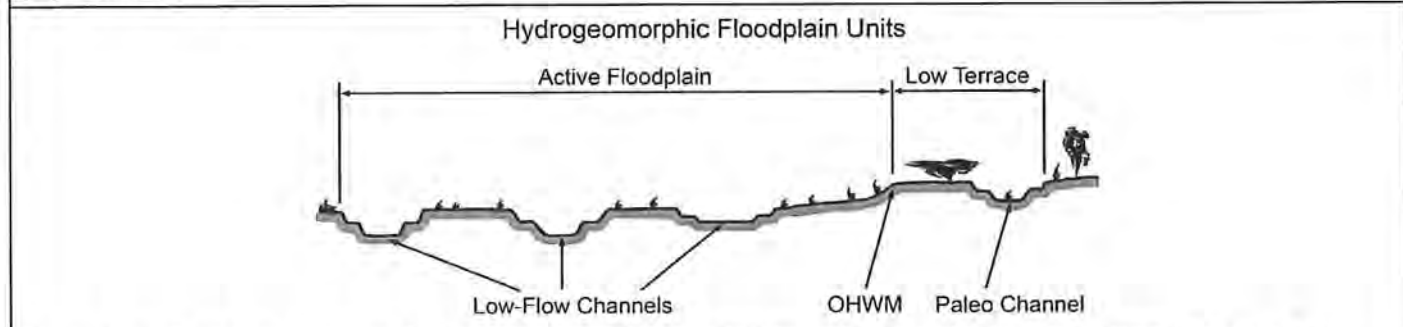 Hydrogeomorphic Floodplain Units
Active Floodplain
Low Terrace
Low-Flow Channels
OHWM
Paleo Channel